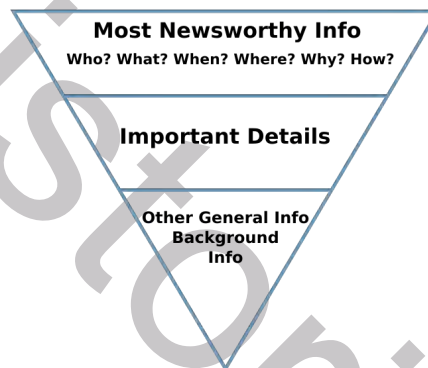 Most Newsworthy Info
Who? What? When? Where? Why? How?
Important Details
Other General Info
Background
Info